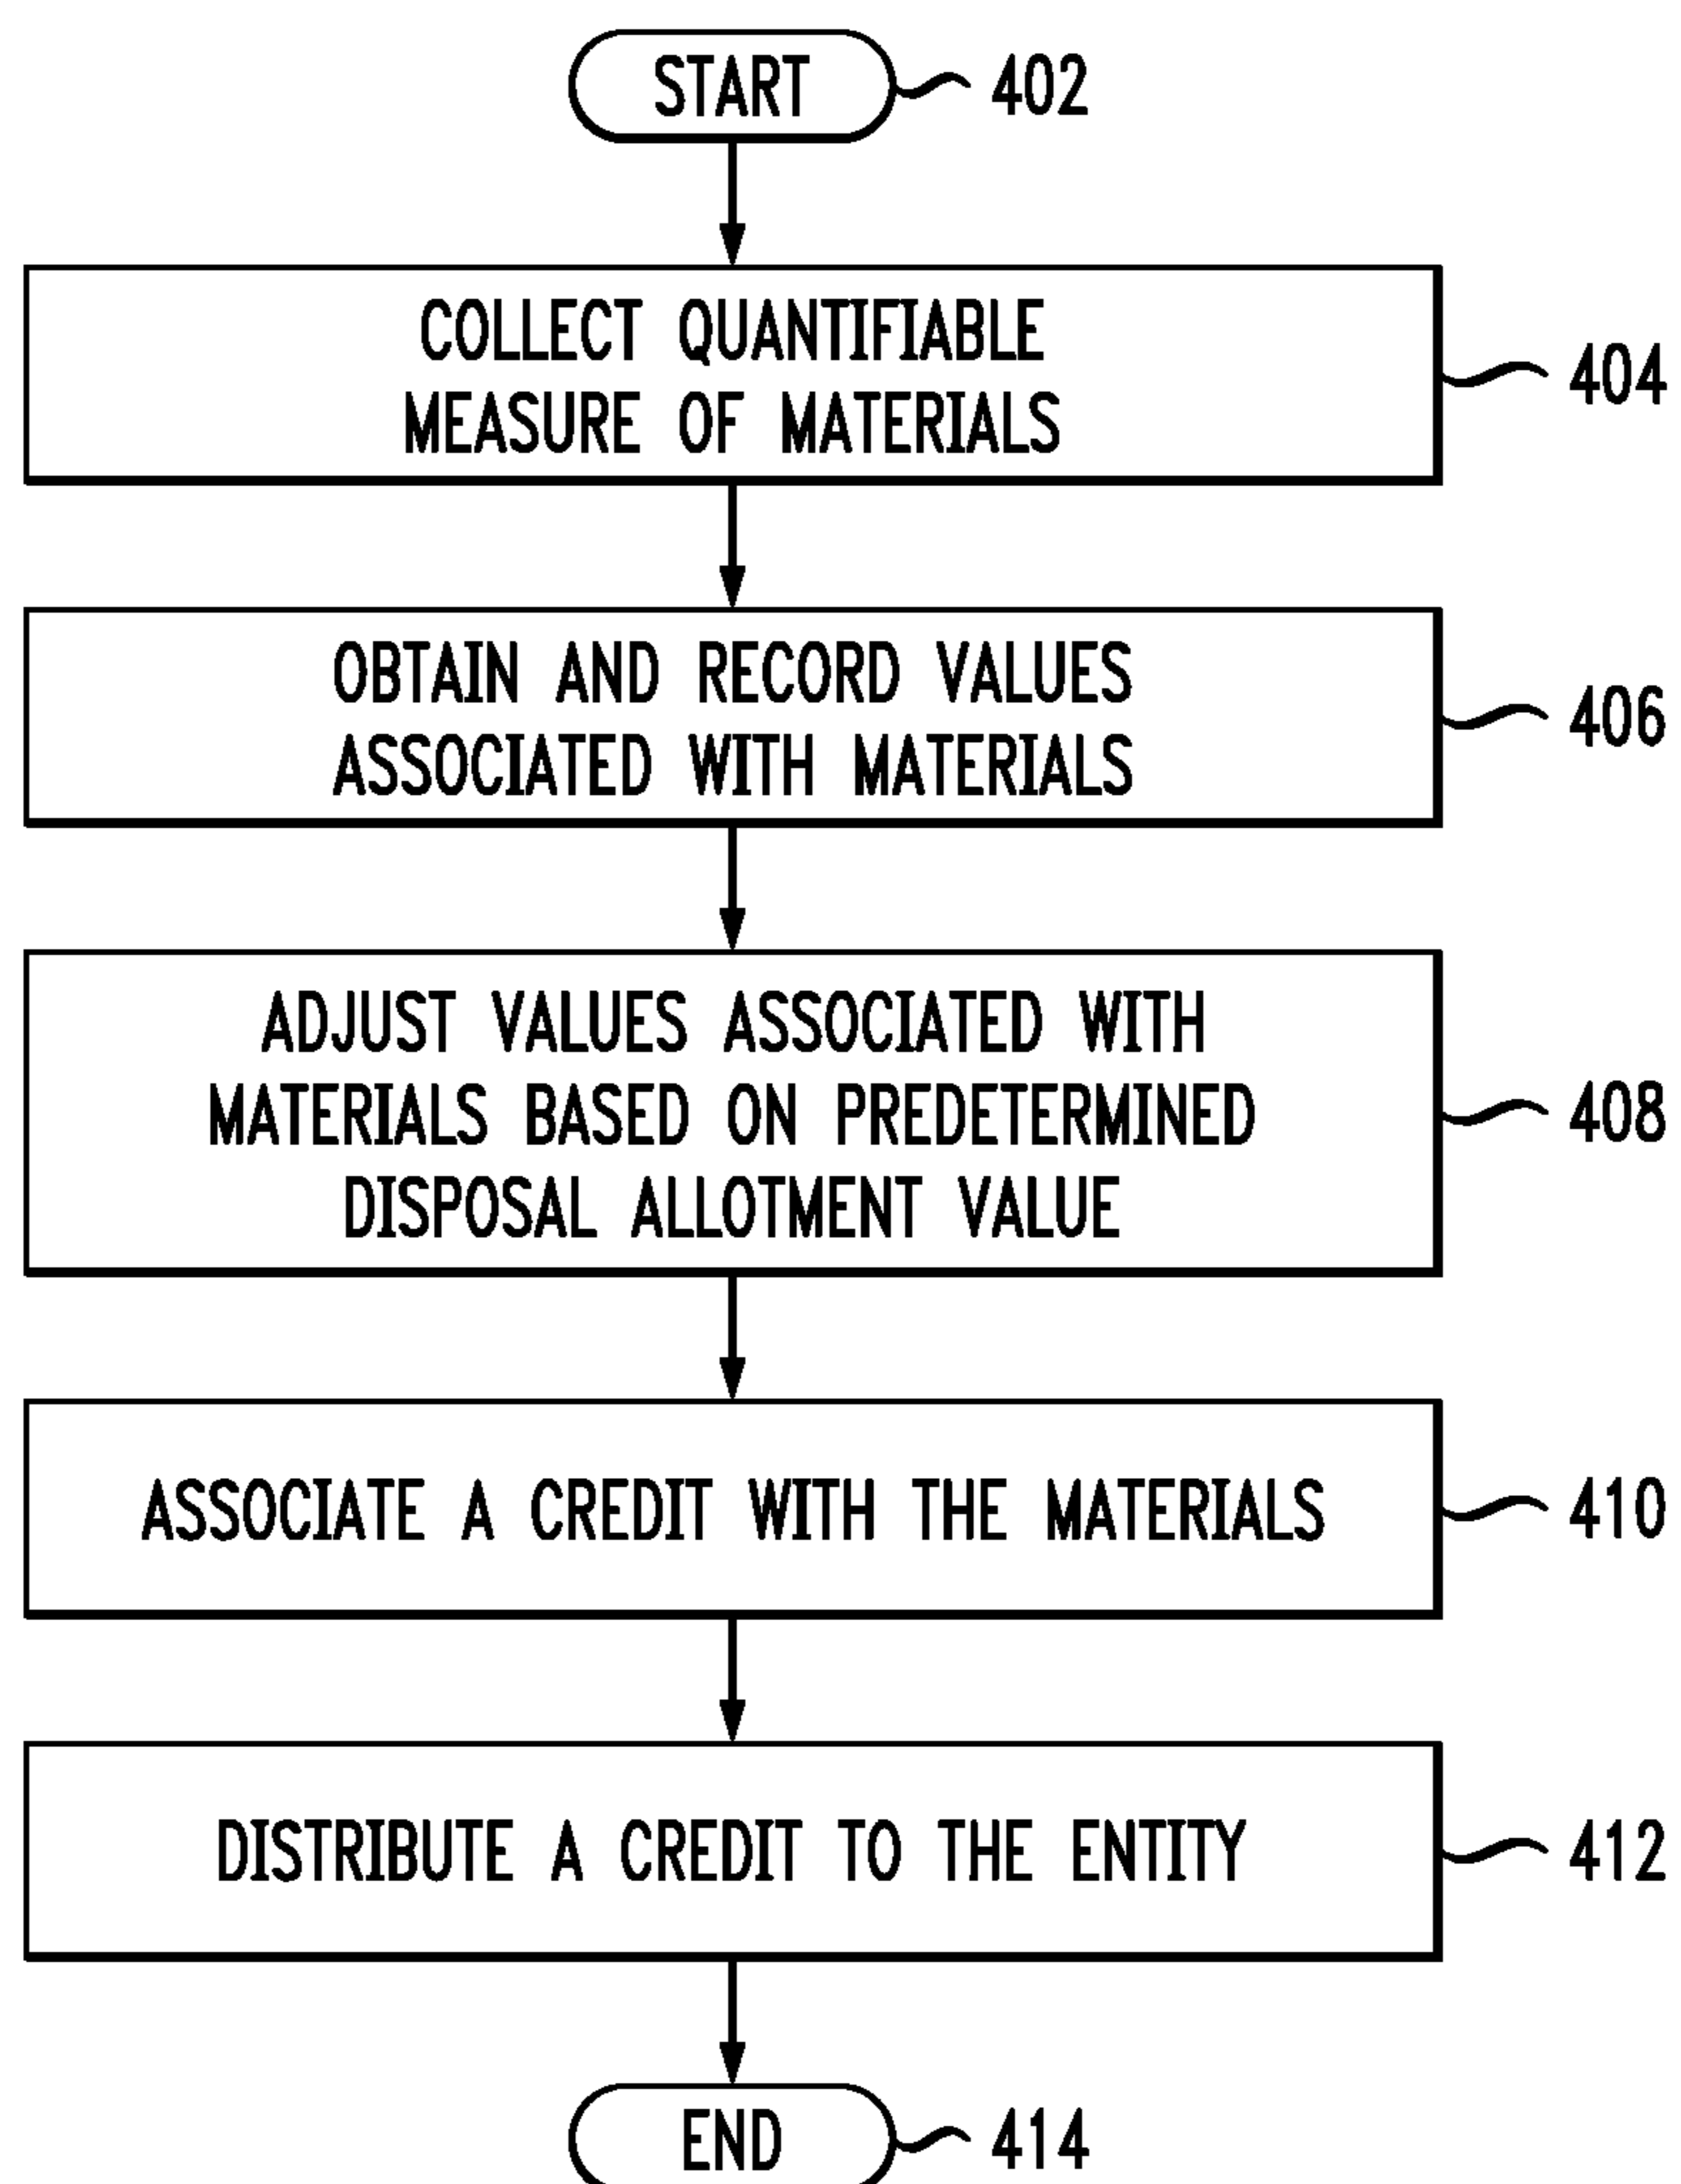 START
402
COLLECT QUANTIFIABLE
MEASURE OF MATERIALS
404
OBTAIN AND RECORD VALUES
ASSOCIATED WITH MATERIALS
406
ADJUST VALUES ASSOCIATED WITH
MATERIALS BASED ON PREDETERMINED
DISPOSAL ALLOTMENT VALUE
408
ASSOCIATE A CREDIT WITH THE MATERIALS
410
DISTRIBUTE A CREDIT TO THE ENTITY
412
END
414